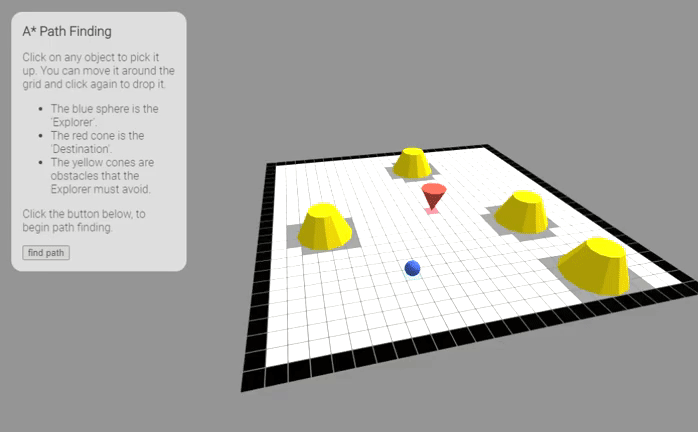 A* Path Finding
Click on any object to pick it
up. You can move it around the
grid and click again to drop it.
• The blue sphere is the
'Explorer'.
• The red cone is the
'Destination'.
• The yellow cones are
obstacles that the
Explorer must avoid.
Click the button below, to
begin path finding.
find path